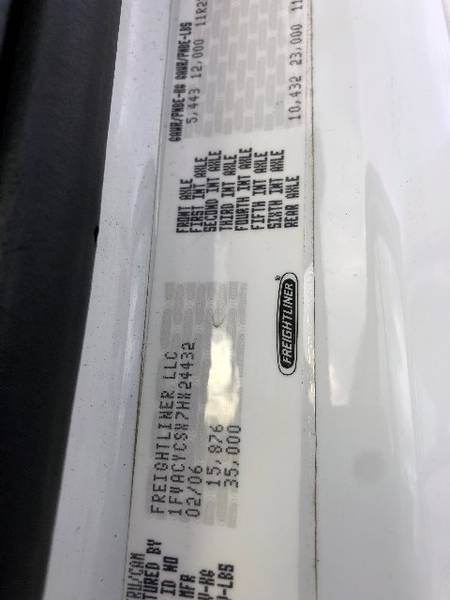 GAWR/PNBE-KG GAWR/PNBE-LBS
FRONT AXLE 5,443 12,000
FIRST INT AXLE
SECOND INT AXLE
THIRD INT AXLE
FOURTH INT AXLE
FIFTH INT AXLE
SIXTH INT AXLE
REAR AXLE 10,432 23,000
TURED BY FREIGHTLINER LLC
ID NO 1FVACYCSX7HX24432
MFR 02/06
-KG 15,876
-LBS 35,000
FREIGHTLINER